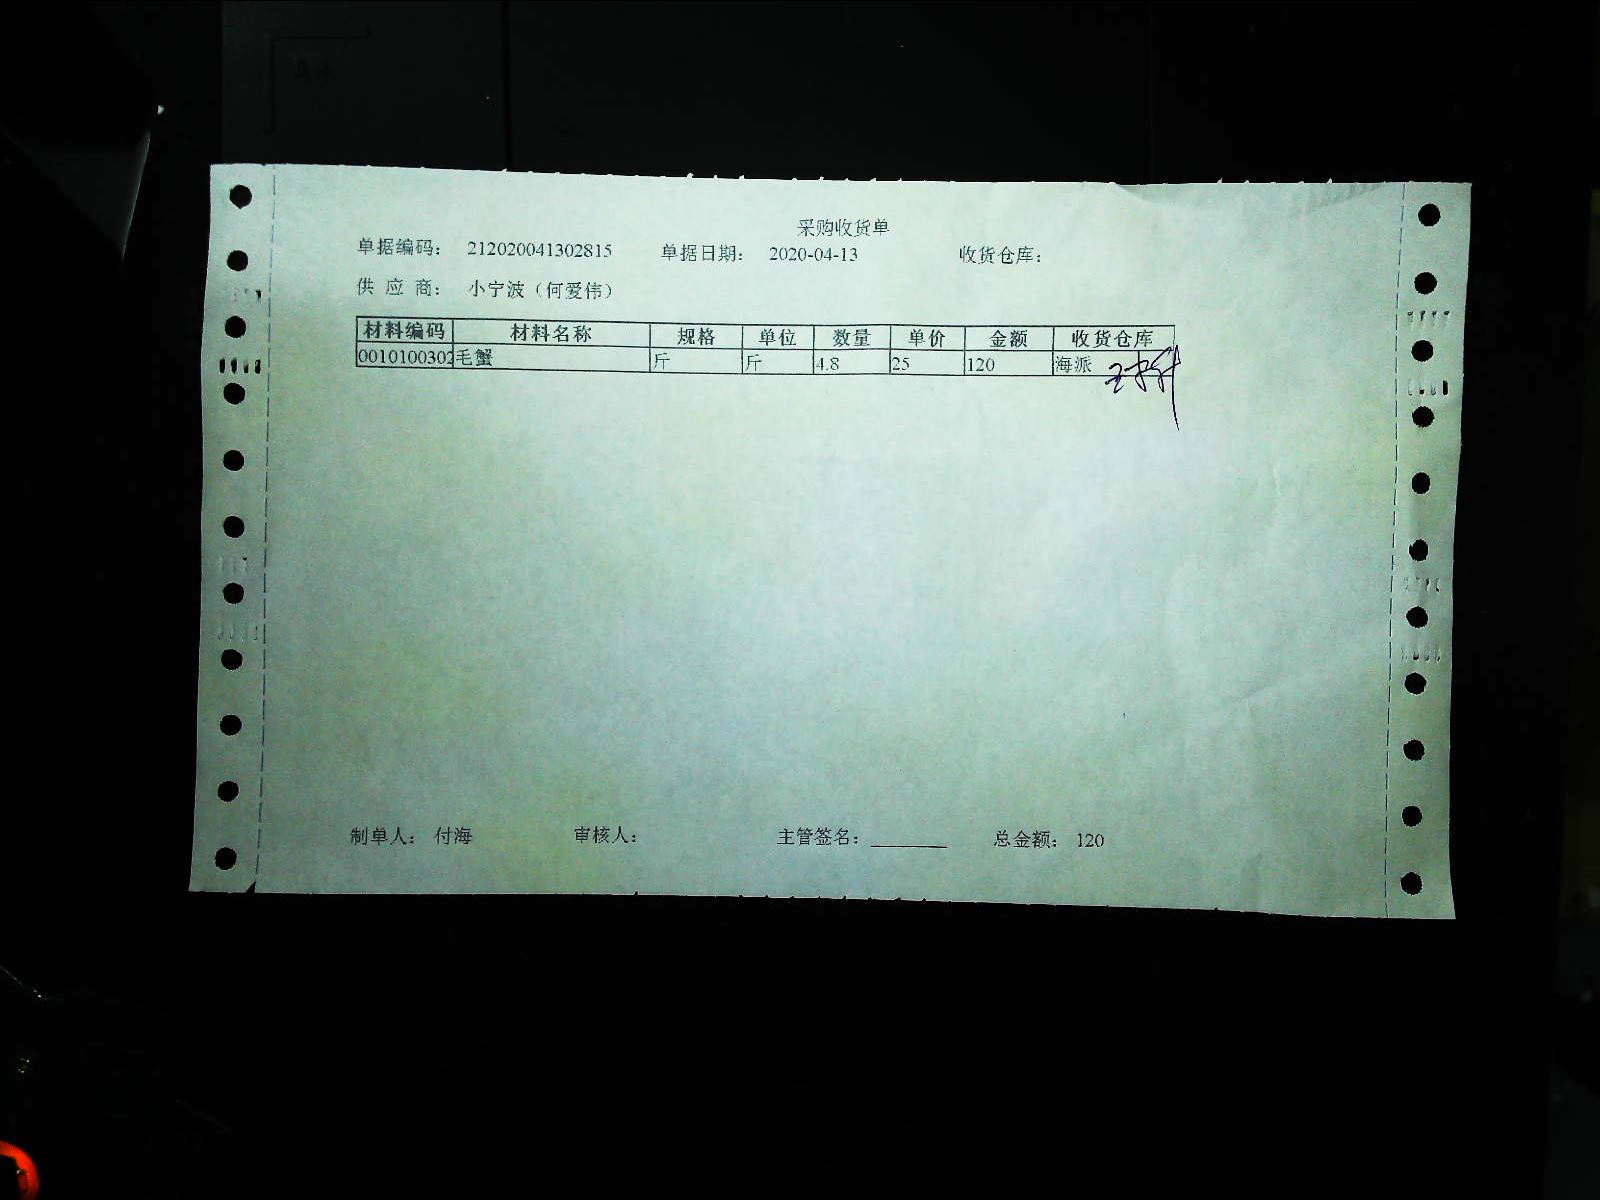 A4
采购收货单
单据编码： 212020041302815 单据日期： 2020-04-13 收货仓库：
供 应 商： 小宁波（何爱伟）
材料编码 材料名称 规格 单位 数量 单价 金额 收货仓库
0010100302 毛蟹 斤 斤 4.8 25 120 海派
制单人： 付海 审核人： 主管签名：________ 总金额： 120